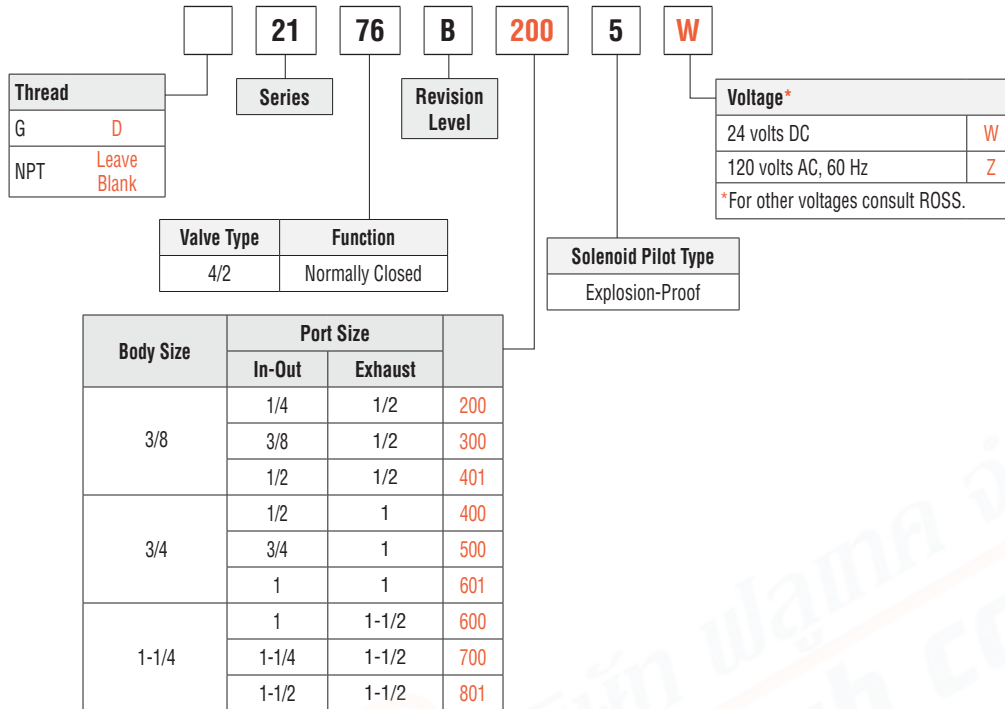 21 76 B 200 5 W
Thread
G D
NPT Leave Blank
Series
Revision Level
Voltage*
24 volts DC W
120 volts AC, 60 Hz Z
*For other voltages consult ROSS.
Valve Type Function
4/2 Normally Closed
Solenoid Pilot Type
Explosion-Proof
Body Size Port Size
In-Out Exhaust
3/8
1/4 1/2 200
3/8 1/2 300
1/2 1/2 401
3/4
1/2 1 400
3/4 1 500
1 1 601
1-1/4
1 1-1/2 600
1-1/4 1-1/2 700
1-1/2 1-1/2 801